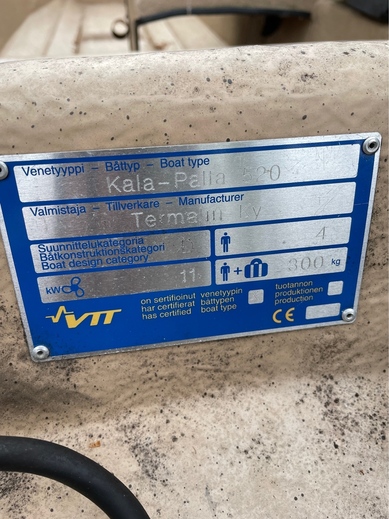 Venetyyppi – Båttyp – Boat type
Kala-Palla
Valmistaja – Tillverkare – Manufacturer
Suunnittelukategoria
Båtkonstruktionskategori
Boat design category
4
kW 11
+ 300 kg
VTT
on sertifioinut venetyypin tuotannon
har certifierat båttypen produktionen
has certified boat type production
CE